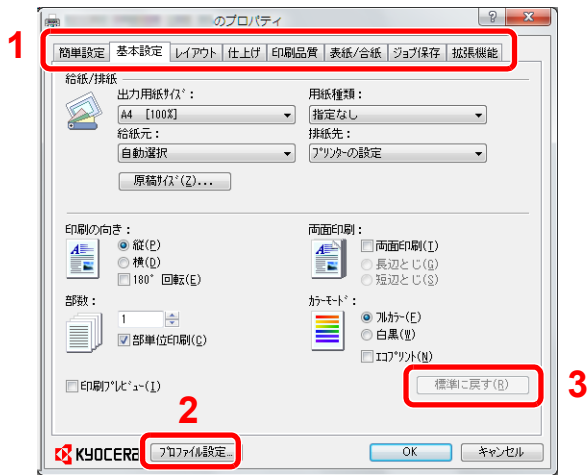 のプロパティ
1
簡単設定 基本設定 レイアウト 仕上げ 印刷品質 表紙/合紙 ジョブ保存 拡張機能
給紙/排紙
出力用紙ｻｲｽﾞ： 用紙種類：
A4 [100%] 指定なし
給紙元： 排紙先：
自動選択 ﾌﾟﾘﾝﾀｰの設定
原稿ｻｲｽﾞ(Z)...
印刷の向き： 両面印刷：
縦(P) 両面印刷(I)
横(D) 長辺とじ(G)
180° 回転(E) 短辺とじ(S)
部数： ｶﾗｰﾓｰﾄﾞ：
1 ﾌﾙｶﾗｰ(F)
部単位印刷(C) 白黒(W)
ｴｺﾌﾟﾘﾝﾄ(N)
印刷ﾌﾟﾚﾋﾞｭｰ(I) 標準に戻す(R) 3
2
KYOCERA ﾌﾟﾛﾌｧｲﾙ設定... OK ｷｬﾝｾﾙ